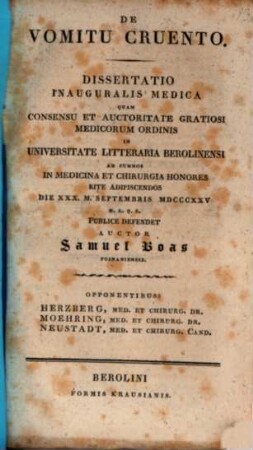 DE
VOMITU CRUENTO.
DISSERTATIO
INAUGURALIS MEDICA
QUAM
CONSENSU ET AUCTORITATE GRATIOSI
MEDICORUM ORDINIS
IN
UNIVERSITATE LITTERARIA BEROLINENSI
UT SUMMOS
IN MEDICINA ET CHIRURGIA HONORES
RITE ADIPISCENDOS
DIE XXX. M. SEPTEMBRIS MDCCCXXV
H. L. Q. S.
PUBLICE DEFENDET
AUCTOR
Samuel Boas
POSNANIENSIS.
OPPONENTIBUS:
HERZBERG, MED. ET CHIRURG. DR.
MOEHRING, MED. ET CHIRURG. DR.
NEUSTADT, MED. ET CHIRURG. CAND.
BEROLINI
FORMIS KRAUSIANIS.